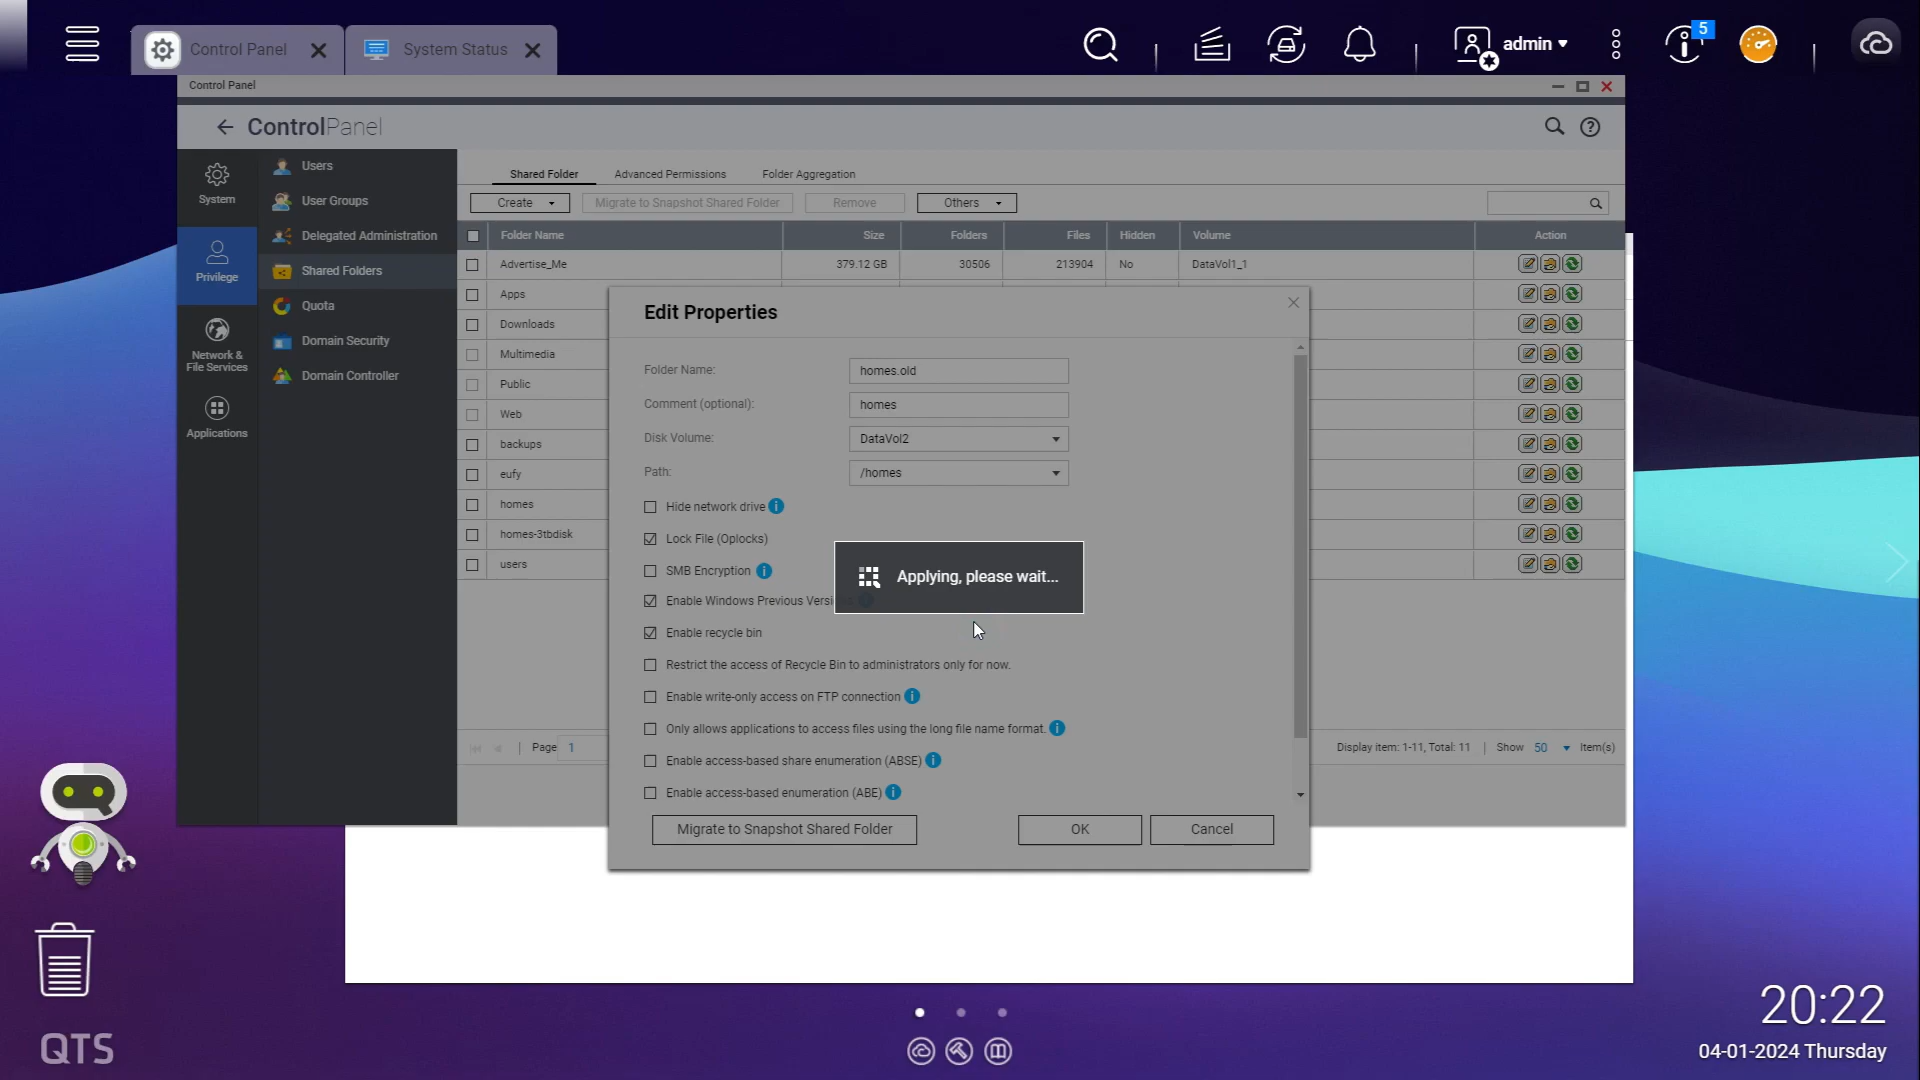 Control Panel
System Status
admin
5
Control Panel
ControlPanel
System
Privilege
Network &
File Services
Applications
Users
User Groups
Delegated Administration
Shared Folders
Quota
Domain Security
Domain Controller
Shared Folder
Advanced Permissions
Folder Aggregation
Create
Migrate to Snapshot Shared Folder
Remove
Others
Folder Name
Size
Folders
Files
Hidden
Volume
Action
Advertise_Me
379.12 GB
30506
213904
No
DataVol1_1
Apps
Downloads
Multimedia
Public
Web
backups
eufy
homes
homes-3tbdisk
users
Page 1
Display item: 1-11, Total: 11
Show 50 Item(s)
Edit Properties
Folder Name:
homes.old
Comment (optional):
homes
Disk Volume:
DataVol2
Path:
/homes
Hide network drive
Lock File (Oplocks)
SMB Encryption
Enable Windows Previous Versi
Enable recycle bin
Restrict the access of Recycle Bin to administrators only for now.
Enable write-only access on FTP connection
Only allows applications to access files using the long file name format.
Enable access-based share enumeration (ABSE)
Enable access-based enumeration (ABE)
Applying, please wait...
Migrate to Snapshot Shared Folder
OK
Cancel
QTS
20:22
04-01-2024 Thursday